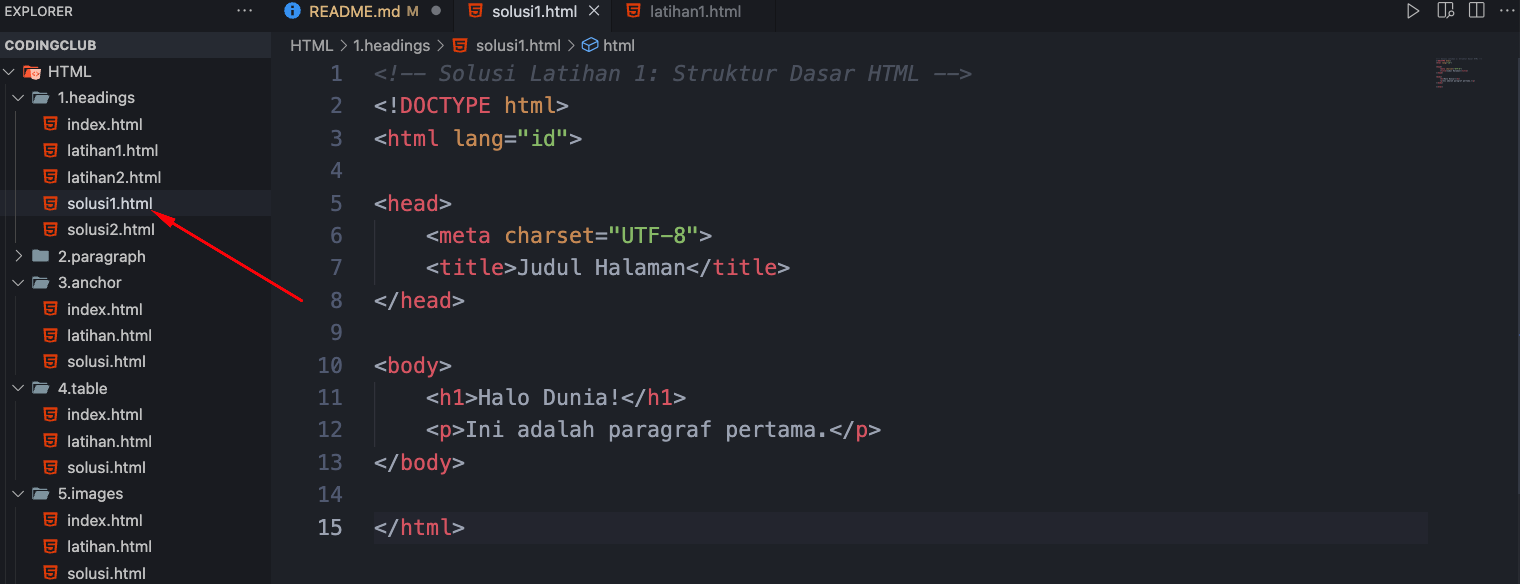 EXPLORER
CODINGCLUB
HTML
1.headings
index.html
latihan1.html
latihan2.html
solusi1.html
solusi2.html
2.paragraph
3.anchor
index.html
latihan.html
solusi.html
4.table
index.html
latihan.html
solusi.html
5.images
index.html
latihan.html
solusi.html
README.md M
solusi1.html
latihan1.html
HTML > 1.headings > solusi1.html > html
1 <!-- Solusi Latihan 1: Struktur Dasar HTML -->
2 <!DOCTYPE html>
3 <html lang="id">
4
5 <head>
6     <meta charset="UTF-8">
7     <title>Judul Halaman</title>
8 </head>
9
10 <body>
11     <h1>Halo Dunia!</h1>
12     <p>Ini adalah paragraf pertama.</p>
13 </body>
14
15 </html>